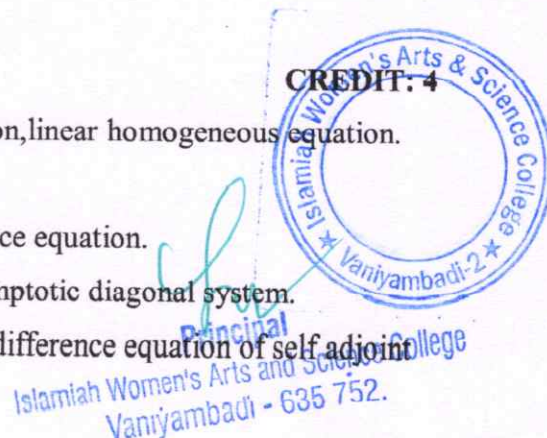 CREDIT: 4
on,linear homogeneous equation.
ce equation.
mptotic diagonal system.
difference equation of self adjoint
Principal
Islamiah Women's Arts and Science College
Vaniyambadi - 635 752.
Islamiah Women's Arts & Science College
★ Vaniyambadi-2 ★